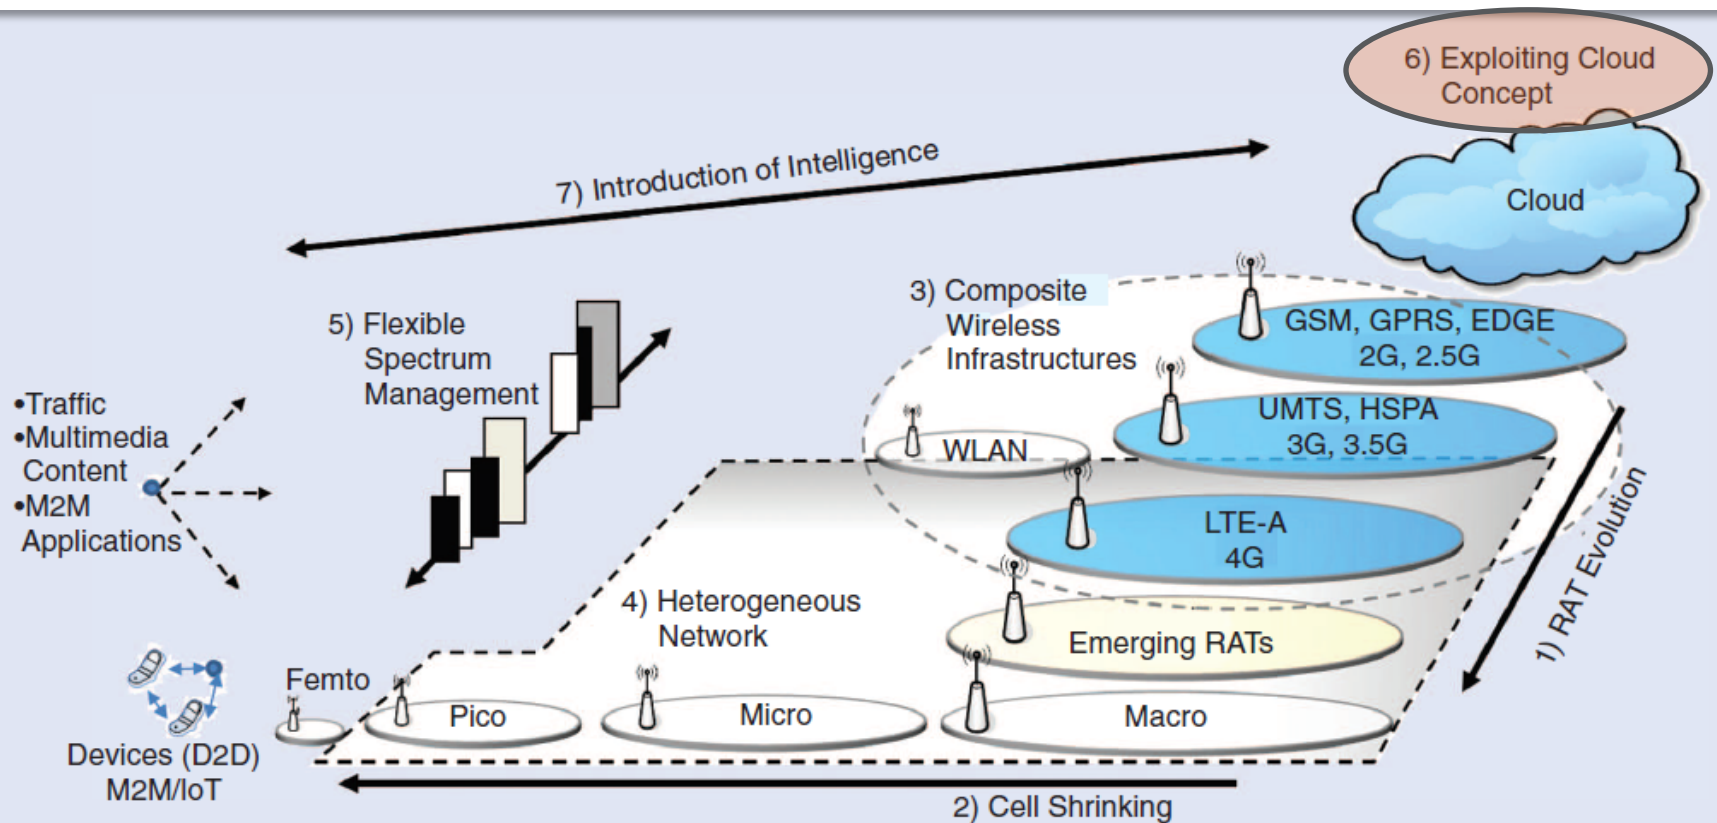 6) Exploiting Cloud
Concept
Cloud
7) Introduction of Intelligence
3) Composite
Wireless
Infrastructures
GSM, GPRS, EDGE
2G, 2.5G
5) Flexible
Spectrum
Management
UMTS, HSPA
3G, 3.5G
WLAN
•Traffic
•Multimedia
Content
•M2M
Applications
LTE-A
4G
1) RAT Evolution
4) Heterogeneous
Network
Emerging RATs
Femto
Pico
Micro
Macro
Devices (D2D)
M2M/IoT
2) Cell Shrinking